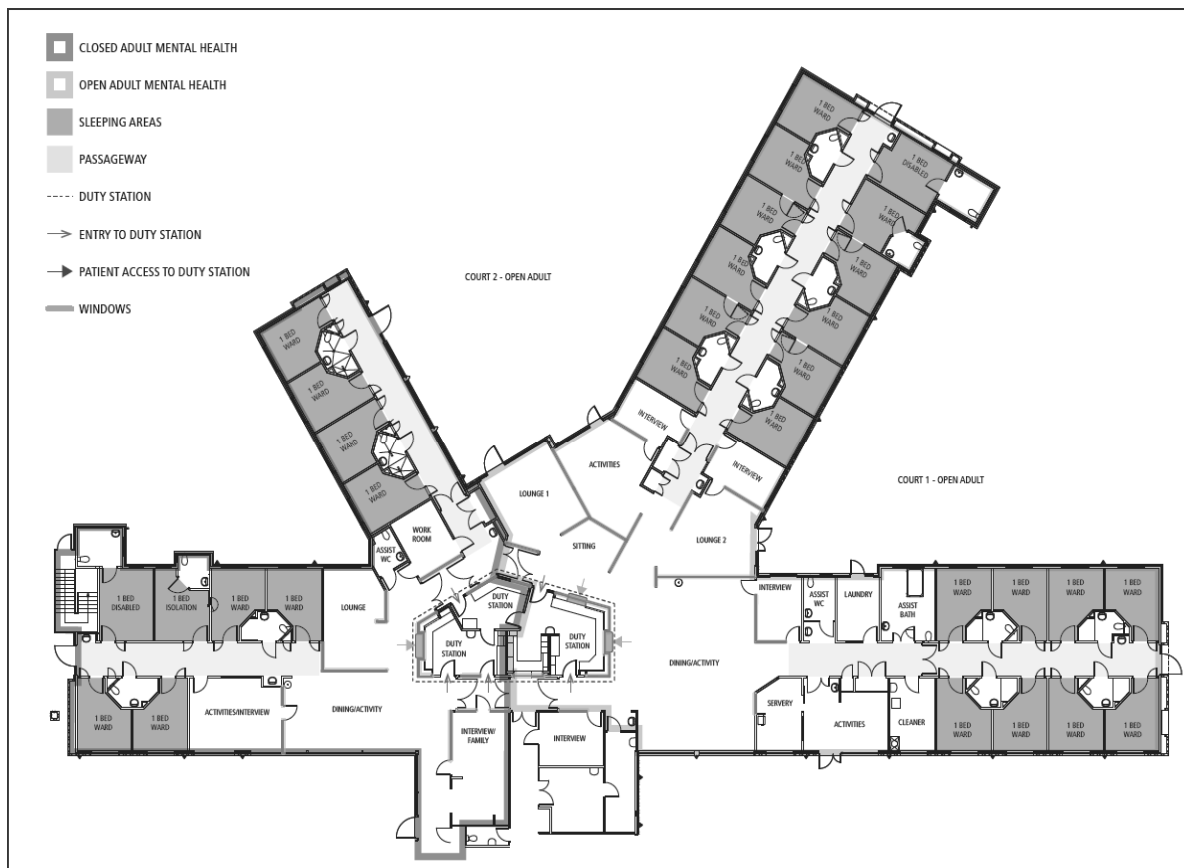 CLOSED ADULT MENTAL HEALTH
OPEN ADULT MENTAL HEALTH
SLEEPING AREAS
PASSAGEWAY
DUTY STATION
ENTRY TO DUTY STATION
PATIENT ACCESS TO DUTY STATION
WINDOWS
COURT 2 - OPEN ADULT
COURT 1 - OPEN ADULT
1 BED
WARD
1 BED
WARD
1 BED
WARD
1 BED
WARD
1 BED
WARD
1 BED
WARD
1 BED
DISABLED
1 BED
WARD
1 BED
WARD
1 BED
WARD
1 BED
WARD
1 BED
WARD
INTERVIEW
INTERVIEW
1 BED
WARD
1 BED
WARD
1 BED
WARD
1 BED
WARD
WORK
ROOM
ASSIST
WC
LOUNGE 1
ACTIVITIES
SITTING
LOUNGE 2
1 BED
DISABLED
1 BED
ISOLATION
1 BED
WARD
1 BED
WARD
LOUNGE
DUTY
STATION
DUTY
STATION
DUTY
STATION
INTERVIEW
ASSIST
WC
LAUNDRY
ASSIST
BATH
1 BED
WARD
1 BED
WARD
1 BED
WARD
1 BED
WARD
DINING/ACTIVITY
1 BED
WARD
1 BED
WARD
ACTIVITIES/INTERVIEW
DINING/ACTIVITY
INTERVIEW/
FAMILY
INTERVIEW
SERVERY
ACTIVITIES
CLEANER
1 BED
WARD
1 BED
WARD
1 BED
WARD
1 BED
WARD